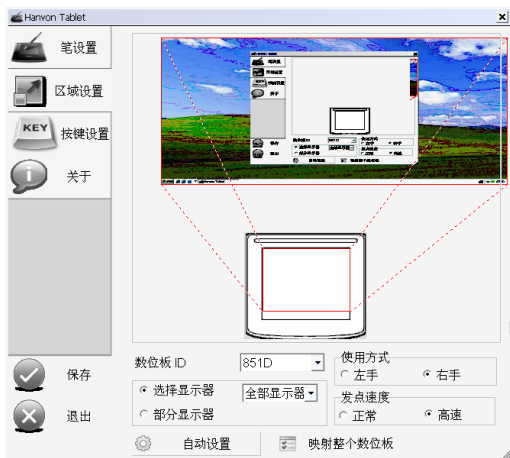 Hanvon Tablet
笔设置
区域设置
KEY 按键设置
关于
保存
退出
数位板 ID 851D
选择显示器 全部显示器
部分显示器
使用方式
左手 右手
发点速度
正常 高速
自动设置 映射整个数位板